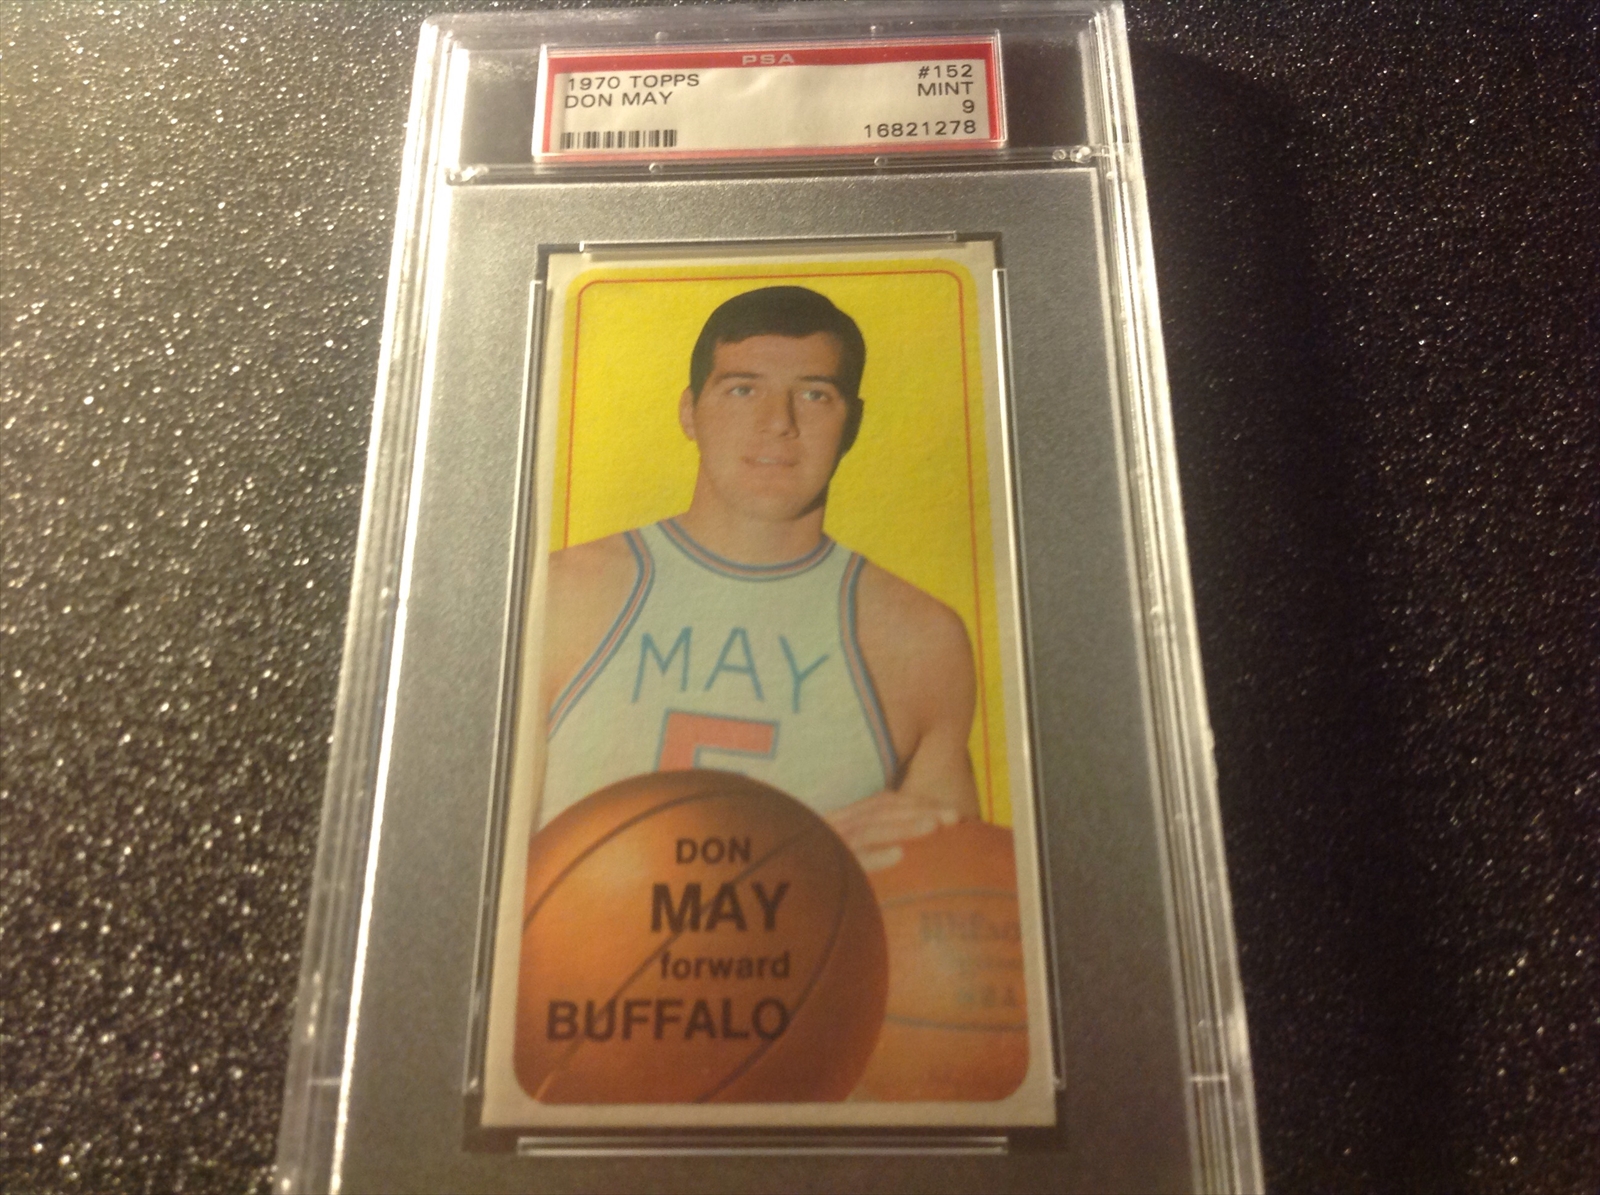 PSA
1970 TOPPS #152
DON MAY MINT
9
16821278
MAY
5
DON
MAY
forward
BUFFALO